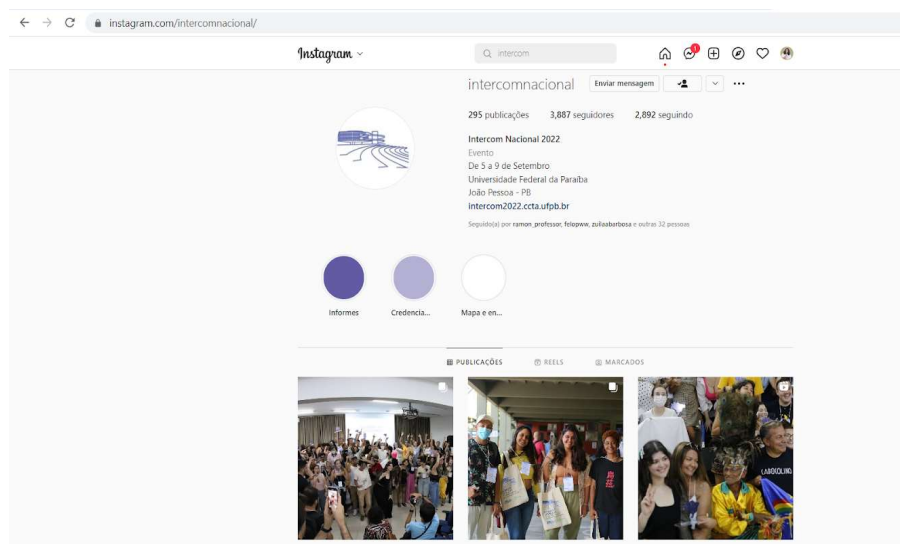 instagram.com/intercomnacional/
Instagram
intercom
1
intercomnacional Enviar mensagem
295 publicações 3,887 seguidores 2,892 seguindo
Intercom Nacional 2022
Evento
De 5 a 9 de Setembro
Universidade Federal da Paraíba
João Pessoa - PB
intercom2022.ccta.ufpb.br
Seguido(a) por ramon_professor, felopww, zuilaabarbosa e outras 32 pessoas
Informes Credencia... Mapa e en...
PUBLICAÇÕES REELS MARCADOS